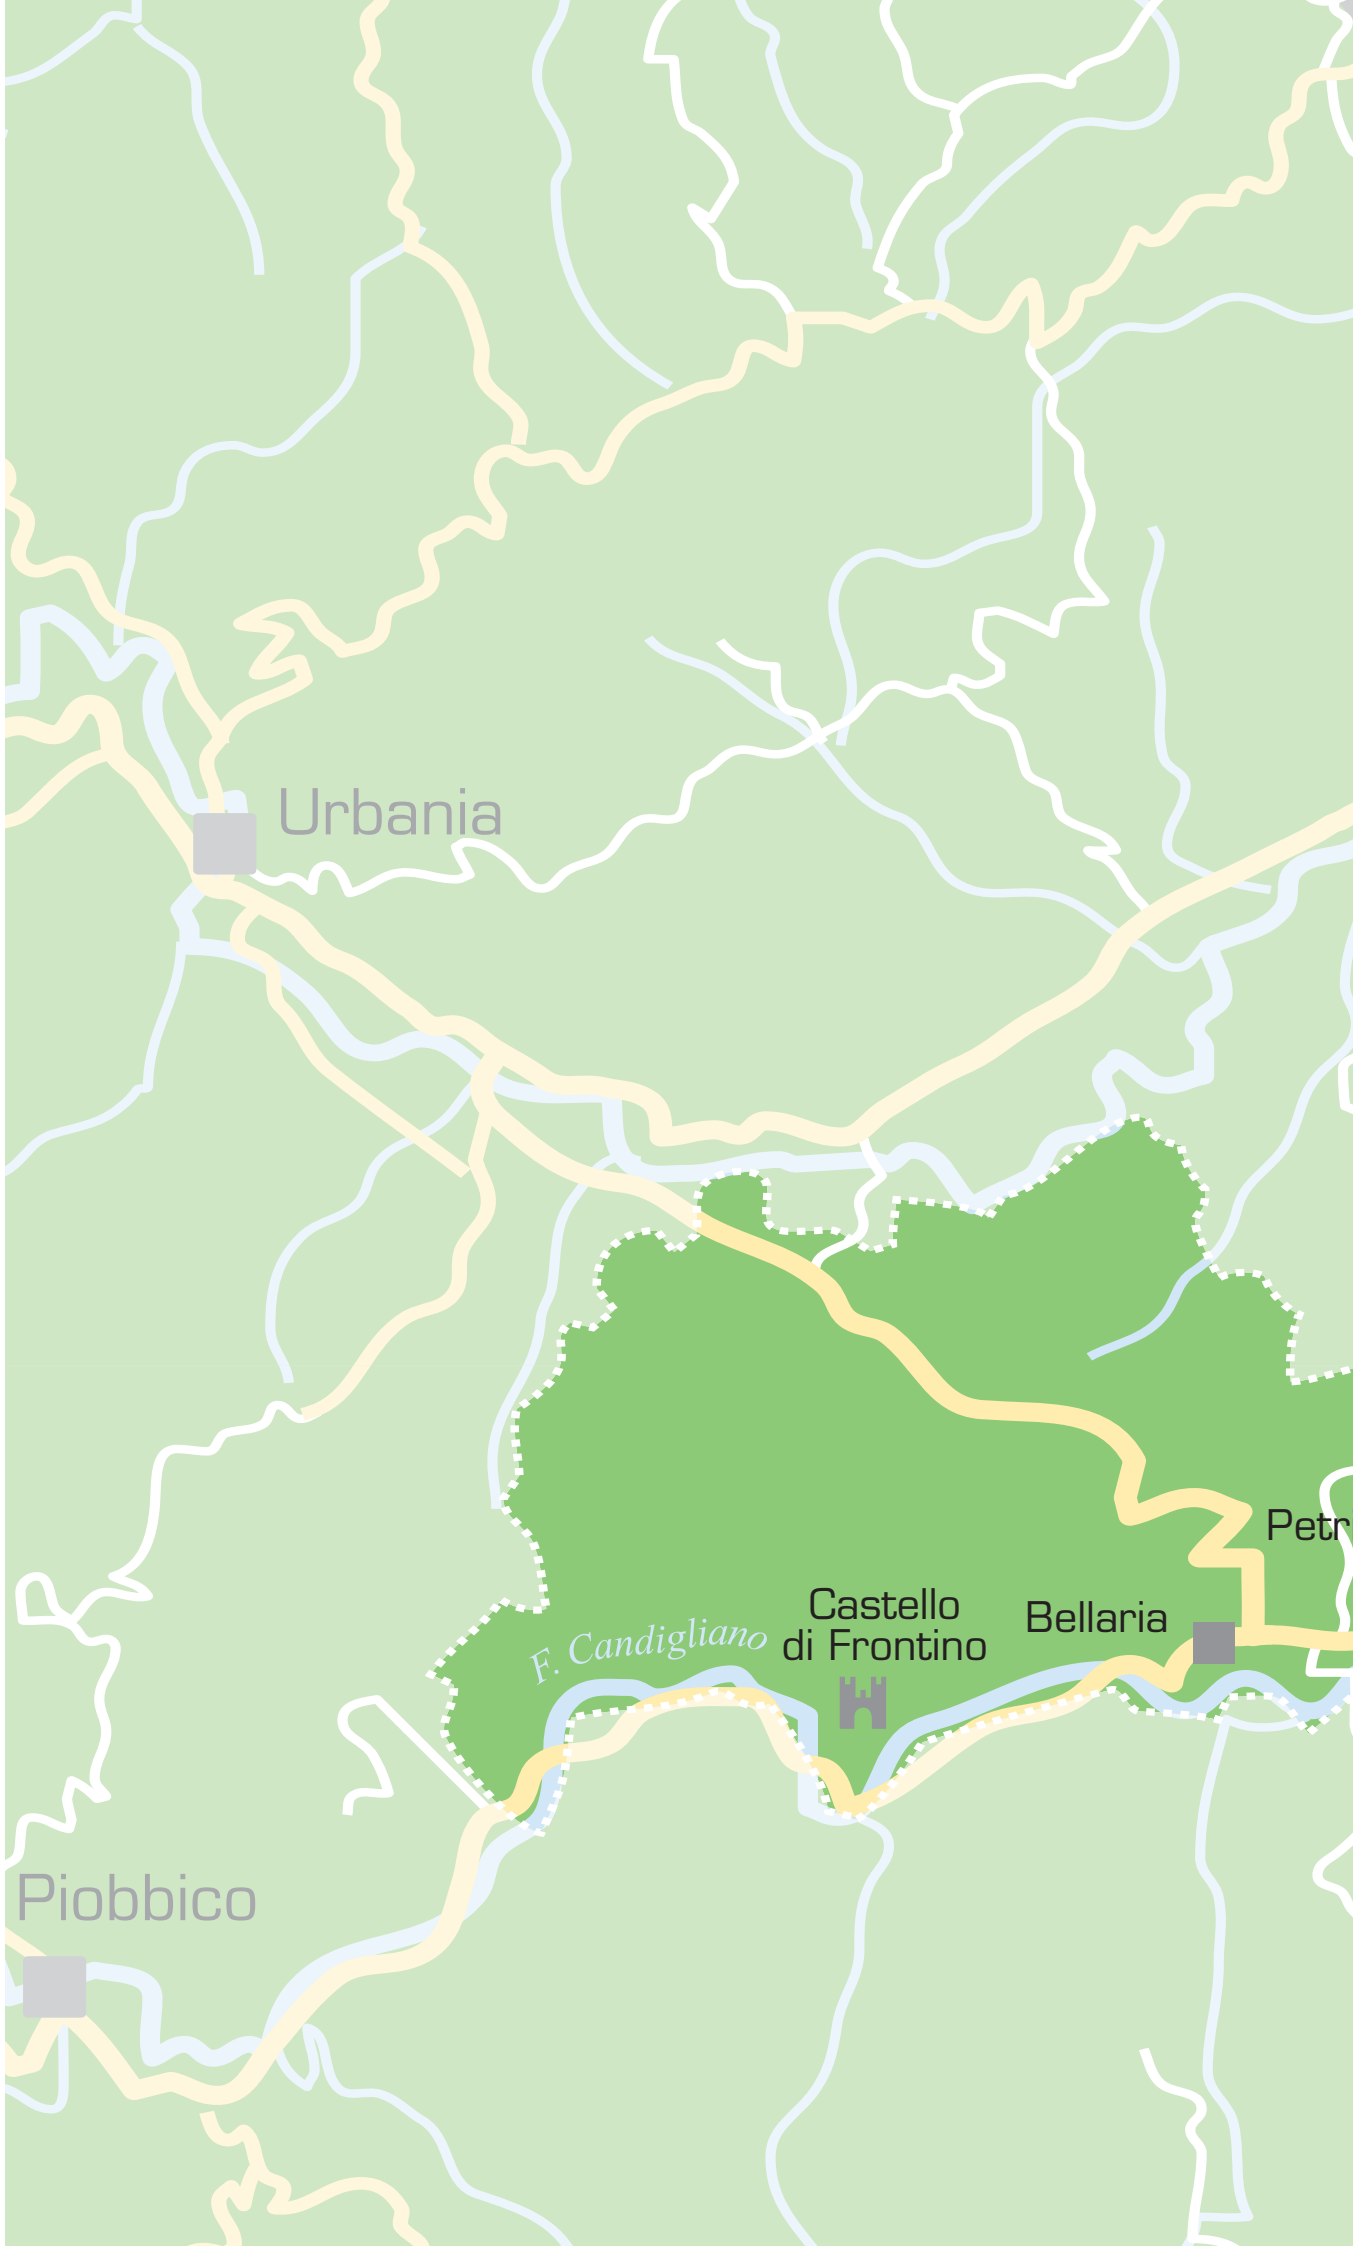 Urbania
Petr
Castello
di Frontino
Bellaria
F. Candigliano
Piobbico